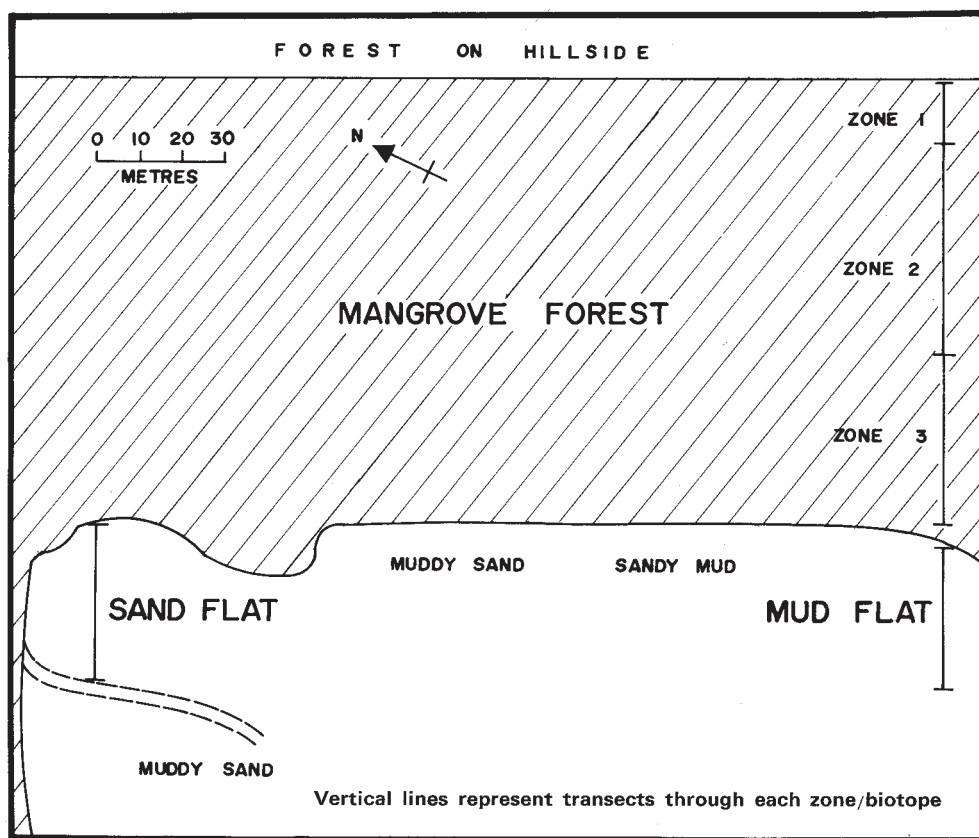 FOREST ON HILLSIDE
ZONE 1
0 10 20 30
METRES
N
ZONE 2
MANGROVE FOREST
ZONE 3
MUDDY SAND
SANDY MUD
SAND FLAT
MUD FLAT
MUDDY SAND
Vertical lines represent transects through each zone/biotope